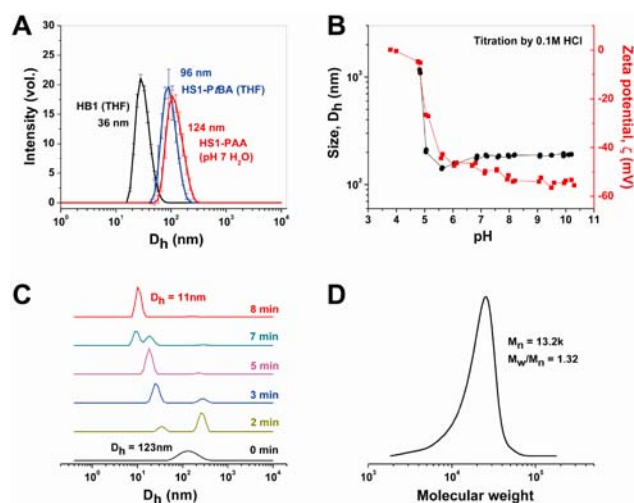 A
30
25
20
15
10
5
0
Intensity (vol.)
HB1 (THF)
36 nm
96 nm
HS1-PtBA (THF)
124 nm
HS1-PAA
(pH 7 H2O)
10^0 10^1 10^2 10^3 10^4
Dh (nm)
B
Titration by 0.1M HCl
Size, Dh (nm)
10^3
10^2
Zeta potential, ζ (mV)
0
-20
-40
-60
3 4 5 6 7 8 9 10 11
pH
C
Dh = 11nm
8 min
7 min
5 min
3 min
2 min
Dh = 123nm
0 min
10^0 10^1 10^2 10^3 10^4
Dh (nm)
D
Mn = 13.2k
Mw/Mn = 1.32
10^4 10^5
Molecular weight